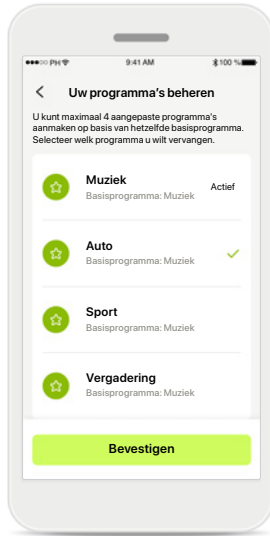 PH 9:41 AM 100 %
Uw programma's beheren
U kunt maximaal 4 aangepaste programma's
aanmaken op basis van hetzelfde basisprogramma.
Selecteer welk programma u wilt vervangen.
Muziek
Basisprogramma: Muziek
Actief
Auto
Basisprogramma: Muziek
Sport
Basisprogramma: Muziek
Vergadering
Basisprogramma: Muziek
Bevestigen